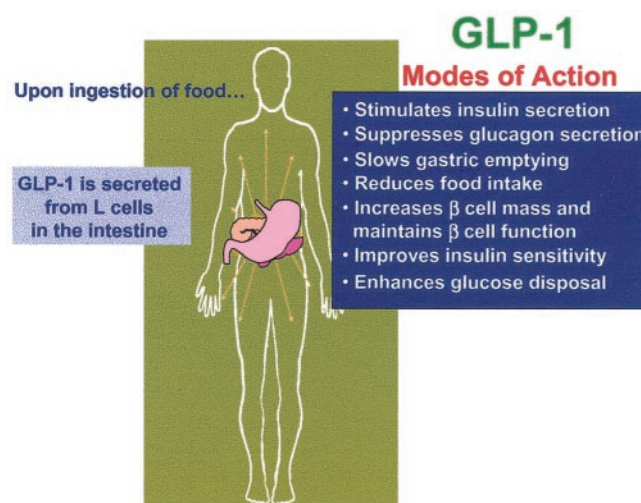 GLP-1
Modes of Action
Upon ingestion of food...
GLP-1 is secreted
from L cells
in the intestine
• Stimulates insulin secretion
• Suppresses glucagon secretion
• Slows gastric emptying
• Reduces food intake
• Increases β cell mass and
maintains β cell function
• Improves insulin sensitivity
• Enhances glucose disposal